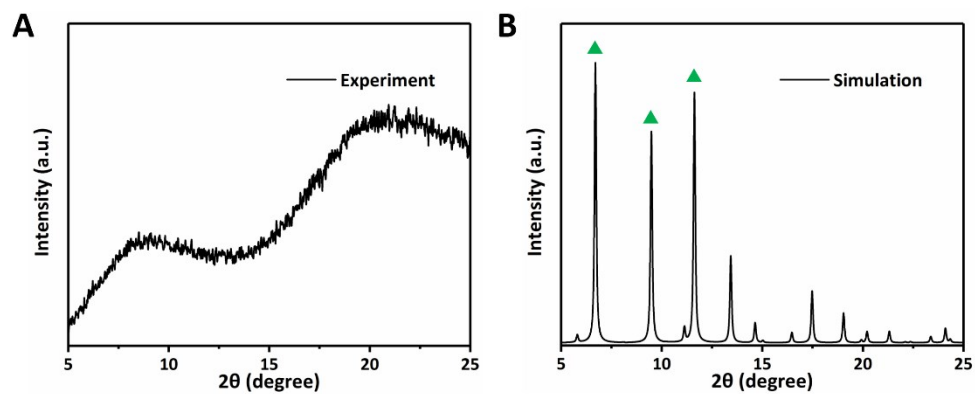 A
Experiment
Intensity (a.u.)
5
10
15
20
25
2θ (degree)
B
Simulation
Intensity (a.u.)
5
10
15
20
25
2θ (degree)